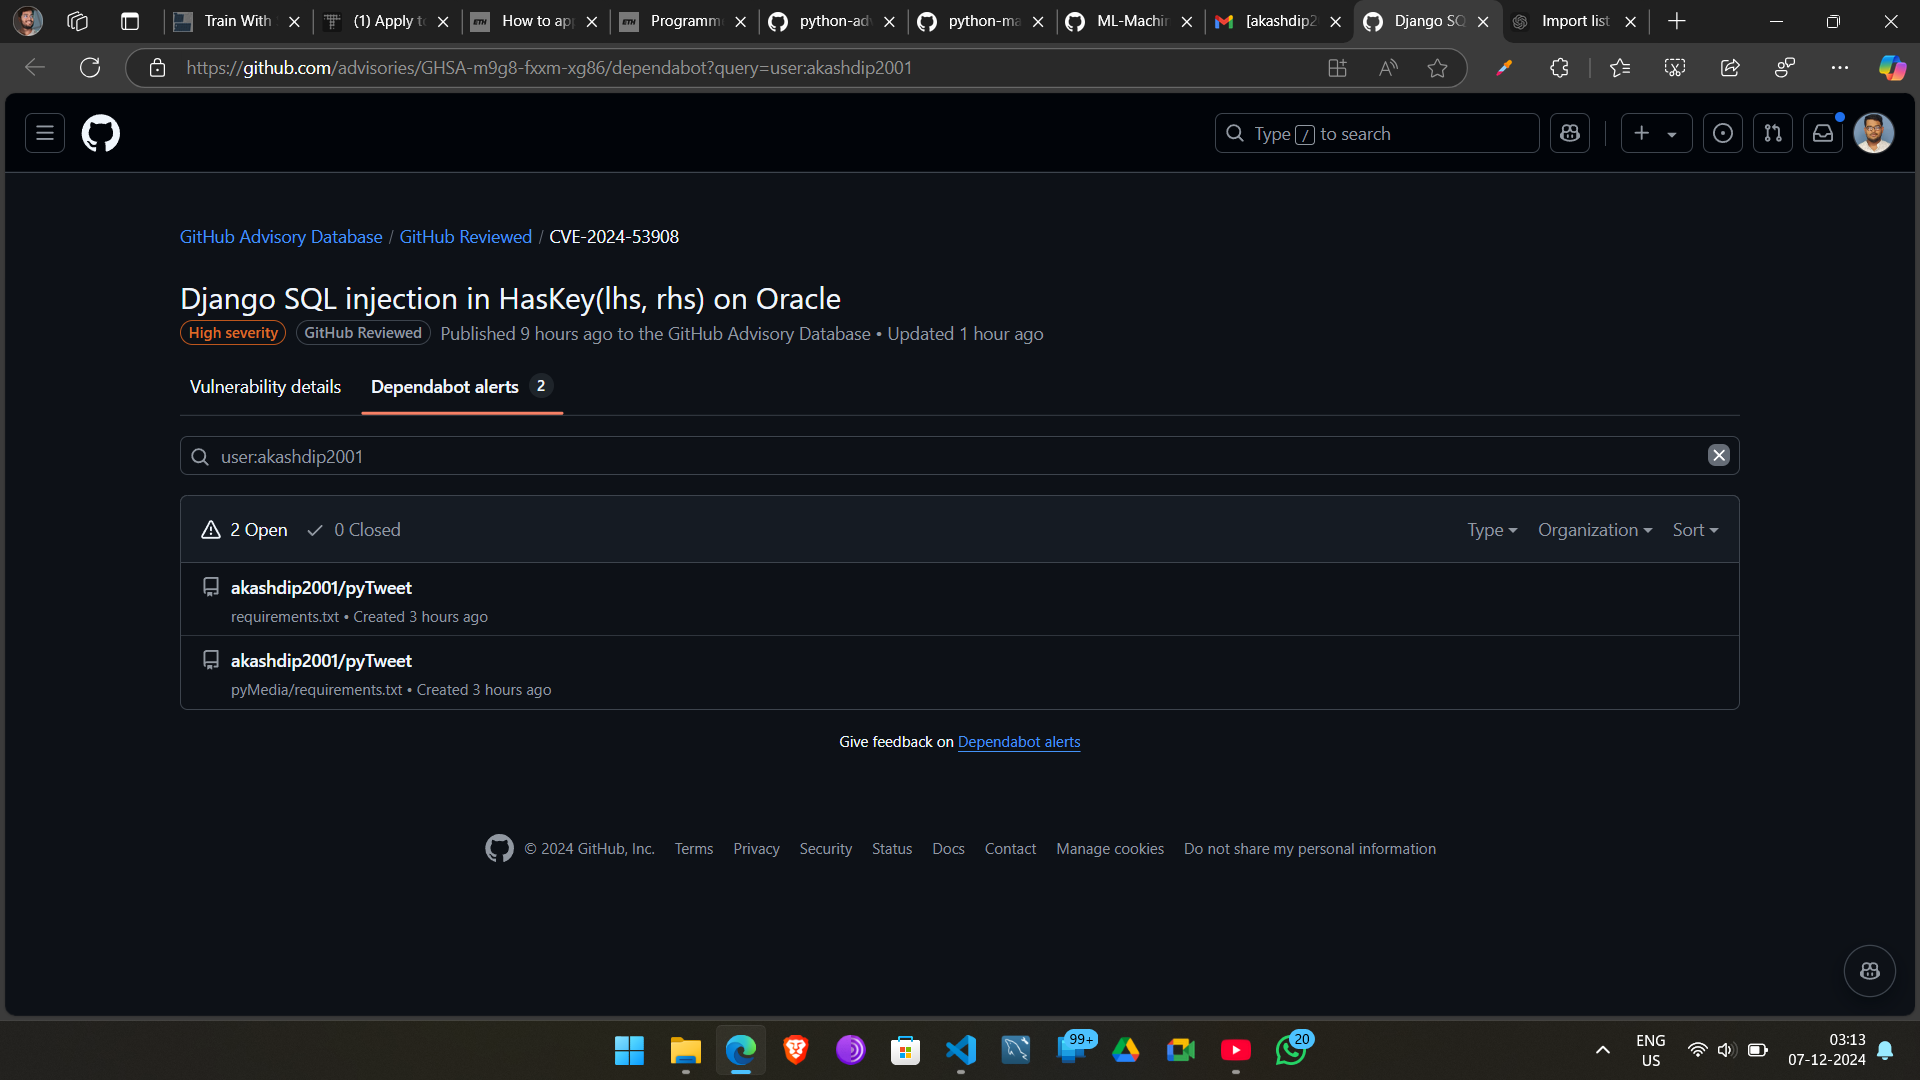 Train With
(1) Apply to
How to app
Programme
python-adv
python-ma
ML-Machin
[akashdip2
Django SQ
Import list
https://github.com/advisories/GHSA-m9g8-fxxm-xg86/dependabot?query=user:akashdip2001
Type / to search
GitHub Advisory Database / GitHub Reviewed / CVE-2024-53908
Django SQL injection in HasKey(lhs, rhs) on Oracle
High severity GitHub Reviewed Published 9 hours ago to the GitHub Advisory Database • Updated 1 hour ago
Vulnerability details Dependabot alerts 2
user:akashdip2001
2 Open 0 Closed Type Organization Sort
akashdip2001/pyTweet
requirements.txt • Created 3 hours ago
akashdip2001/pyTweet
pyMedia/requirements.txt • Created 3 hours ago
Give feedback on Dependabot alerts
© 2024 GitHub, Inc. Terms Privacy Security Status Docs Contact Manage cookies Do not share my personal information
99+
20
ENG
US
03:13
07-12-2024